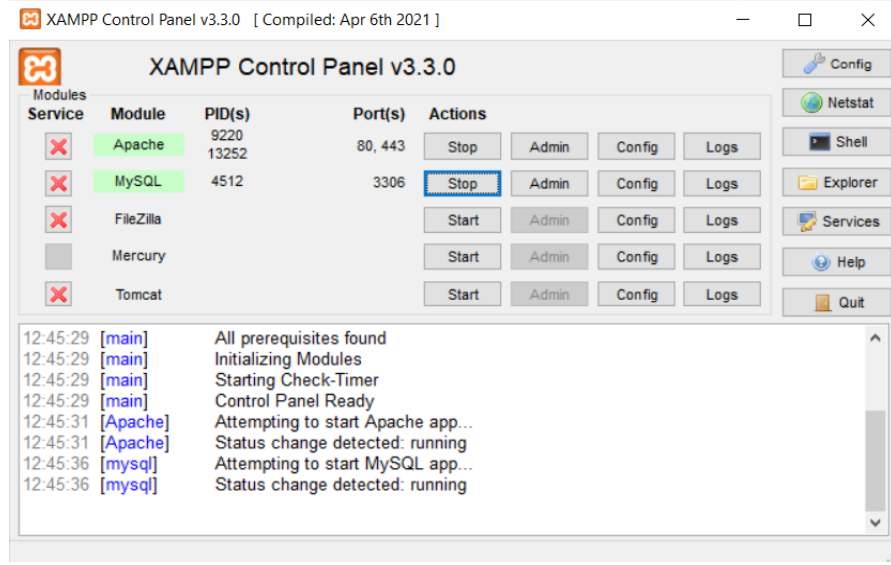 XAMPP Control Panel v3.3.0 [ Compiled: Apr 6th 2021 ]
XAMPP Control Panel v3.3.0
Config
Modules
Service Module PID(s) Port(s) Actions
Netstat
Apache 9220 13252 80, 443 Stop Admin Config Logs
Shell
MySQL 4512 3306 Stop Admin Config Logs
Explorer
FileZilla Start Admin Config Logs
Services
Mercury Start Admin Config Logs
Help
Tomcat Start Admin Config Logs
Quit
12:45:29 [main] All prerequisites found
12:45:29 [main] Initializing Modules
12:45:29 [main] Starting Check-Timer
12:45:29 [main] Control Panel Ready
12:45:31 [Apache] Attempting to start Apache app...
12:45:31 [Apache] Status change detected: running
12:45:36 [mysql] Attempting to start MySQL app...
12:45:36 [mysql] Status change detected: running